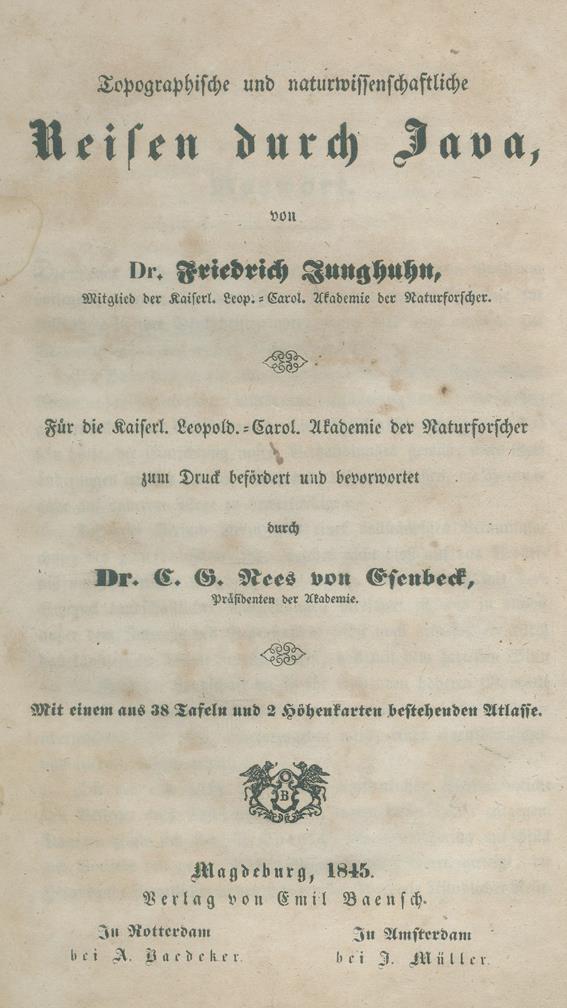 Topographische und naturwissenschaftliche
Reisen durch Java,
von
Dr. Friedrich Junghuhn,
Mitglied der Kaiserl. Leop.=Carol. Akademie der Naturforscher.
Für die Kaiserl. Leopold.=Carol. Akademie der Naturforscher
zum Druck befördert und bevorwortet
durch
Dr. C. G. Nees von Esenbeck,
Präsidenten der Akademie.
Mit einem aus 38 Tafeln und 2 Höhenkarten bestehenden Atlasse.
B
Magdeburg, 1845.
Verlag von Emil Baensch.
In Rotterdam In Amsterdam
bei A. Baedeker. bei J. Müller.